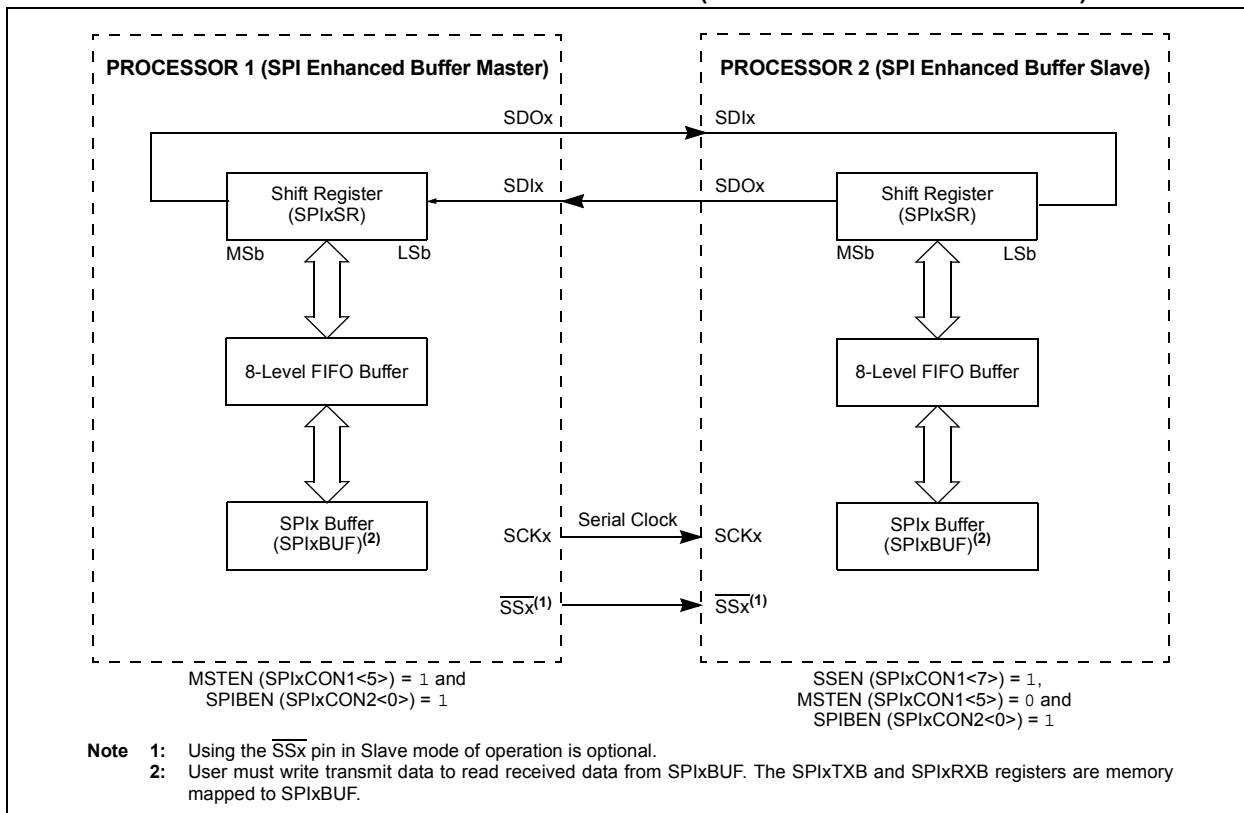 PROCESSOR 1 (SPI Enhanced Buffer Master)
PROCESSOR 2 (SPI Enhanced Buffer Slave)
SDOx
SDIx
Shift Register
(SPIxSR)
SDIx
SDOx
Shift Register
(SPIxSR)
MSb
LSb
MSb
LSb
8-Level FIFO Buffer
8-Level FIFO Buffer
SPIx Buffer
(SPIxBUF)(2)
SCKx
Serial Clock
SCKx
SPIx Buffer
(SPIxBUF)(2)
SSx(1)
SSx(1)
MSTEN (SPIxCON1<5>) = 1 and
SPIBEN (SPIxCON2<0>) = 1
SSEN (SPIxCON1<7>) = 1,
MSTEN (SPIxCON1<5>) = 0 and
SPIBEN (SPIxCON2<0>) = 1
Note 1: Using the SSx pin in Slave mode of operation is optional.
2: User must write transmit data to read received data from SPIxBUF. The SPIxTXB and SPIxRXB registers are memory
mapped to SPIxBUF.